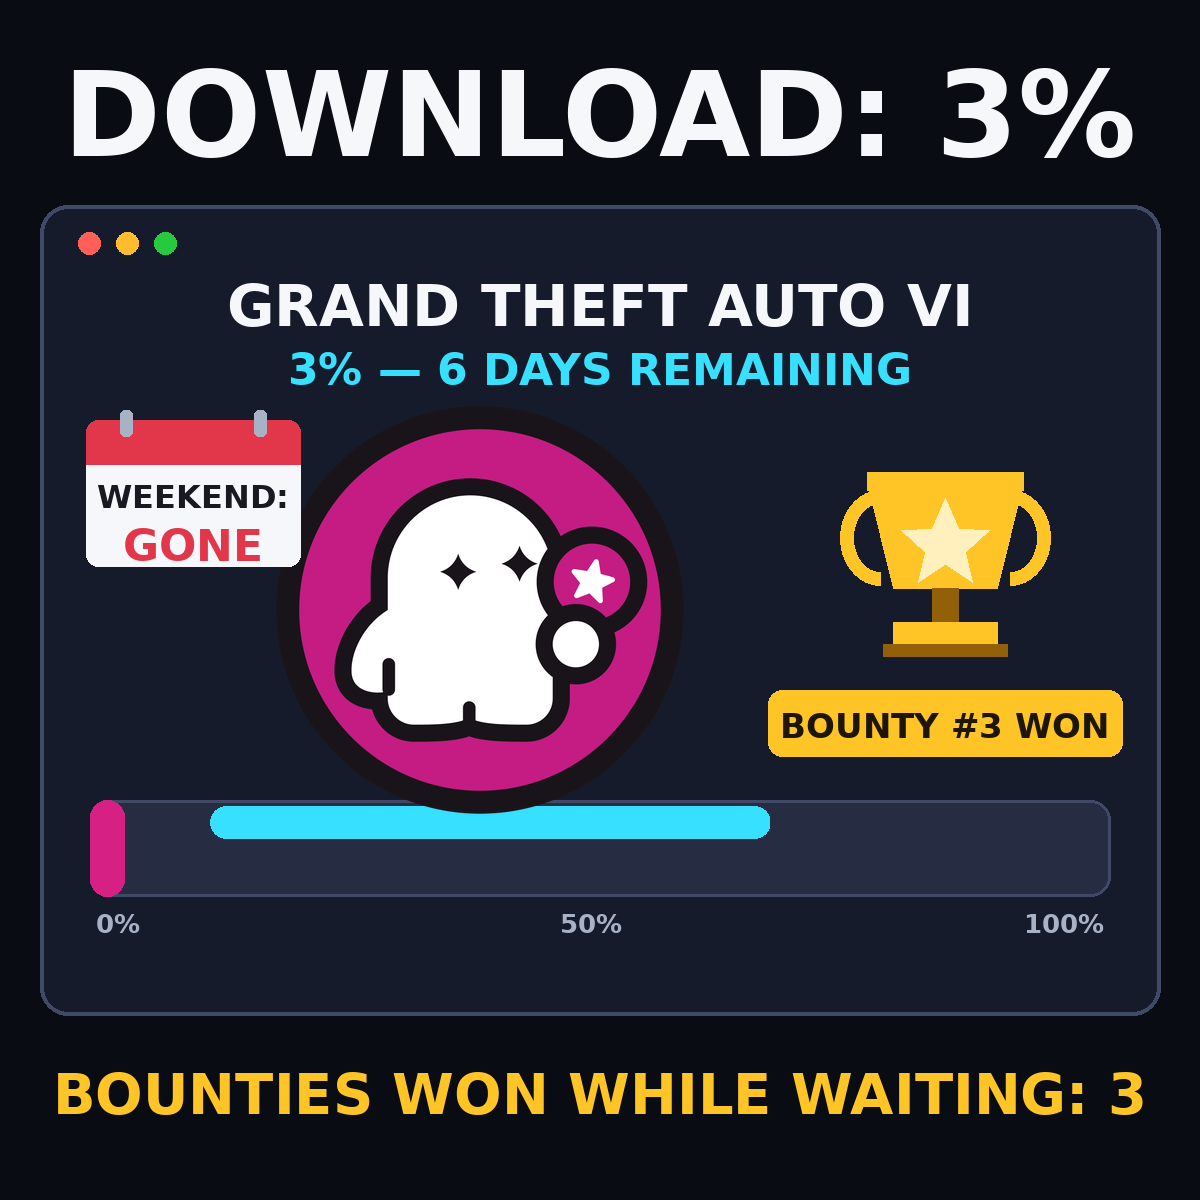 DOWNLOAD: 3%
GRAND THEFT AUTO VI
3% — 6 DAYS REMAINING
WEEKEND:
GONE
BOUNTY #3 WON
0%
50%
100%
BOUNTIES WON WHILE WAITING: 3